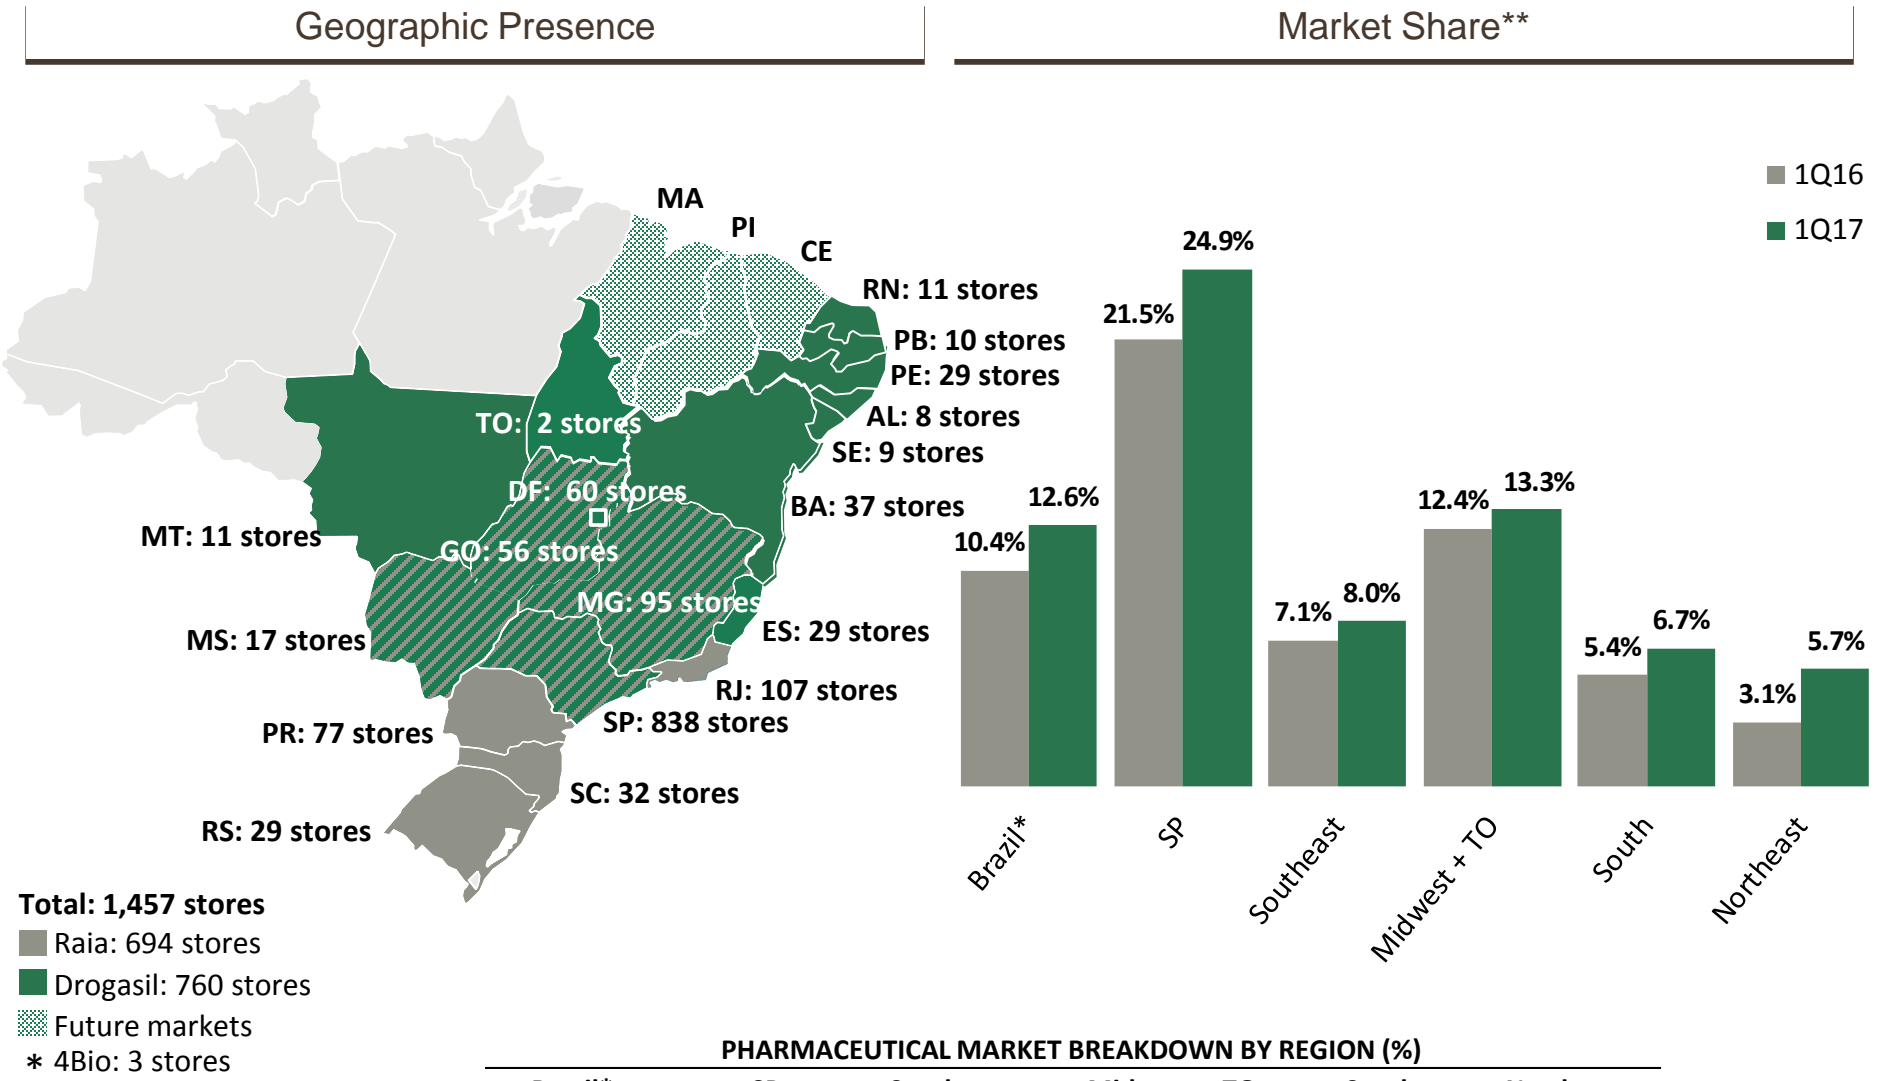 Geographic Presence
Market Share**
MA
PI
CE
RN: 11 stores
PB: 10 stores
PE: 29 stores
AL: 8 stores
SE: 9 stores
BA: 37 stores
TO: 2 stores
DF: 60 stores
GO: 56 stores
MT: 11 stores
MG: 95 stores
MS: 17 stores
ES: 29 stores
RJ: 107 stores
SP: 838 stores
PR: 77 stores
SC: 32 stores
RS: 29 stores
Total: 1,457 stores
Raia: 694 stores
Drogasil: 760 stores
Future markets
* 4Bio: 3 stores
1Q16
1Q17
10.4%
12.6%
21.5%
24.9%
7.1%
8.0%
12.4%
13.3%
5.4%
6.7%
3.1%
5.7%
Brazil*
SP
Southeast
Midwest + TO
South
Northeast
PHARMACEUTICAL MARKET BREAKDOWN BY REGION (%)